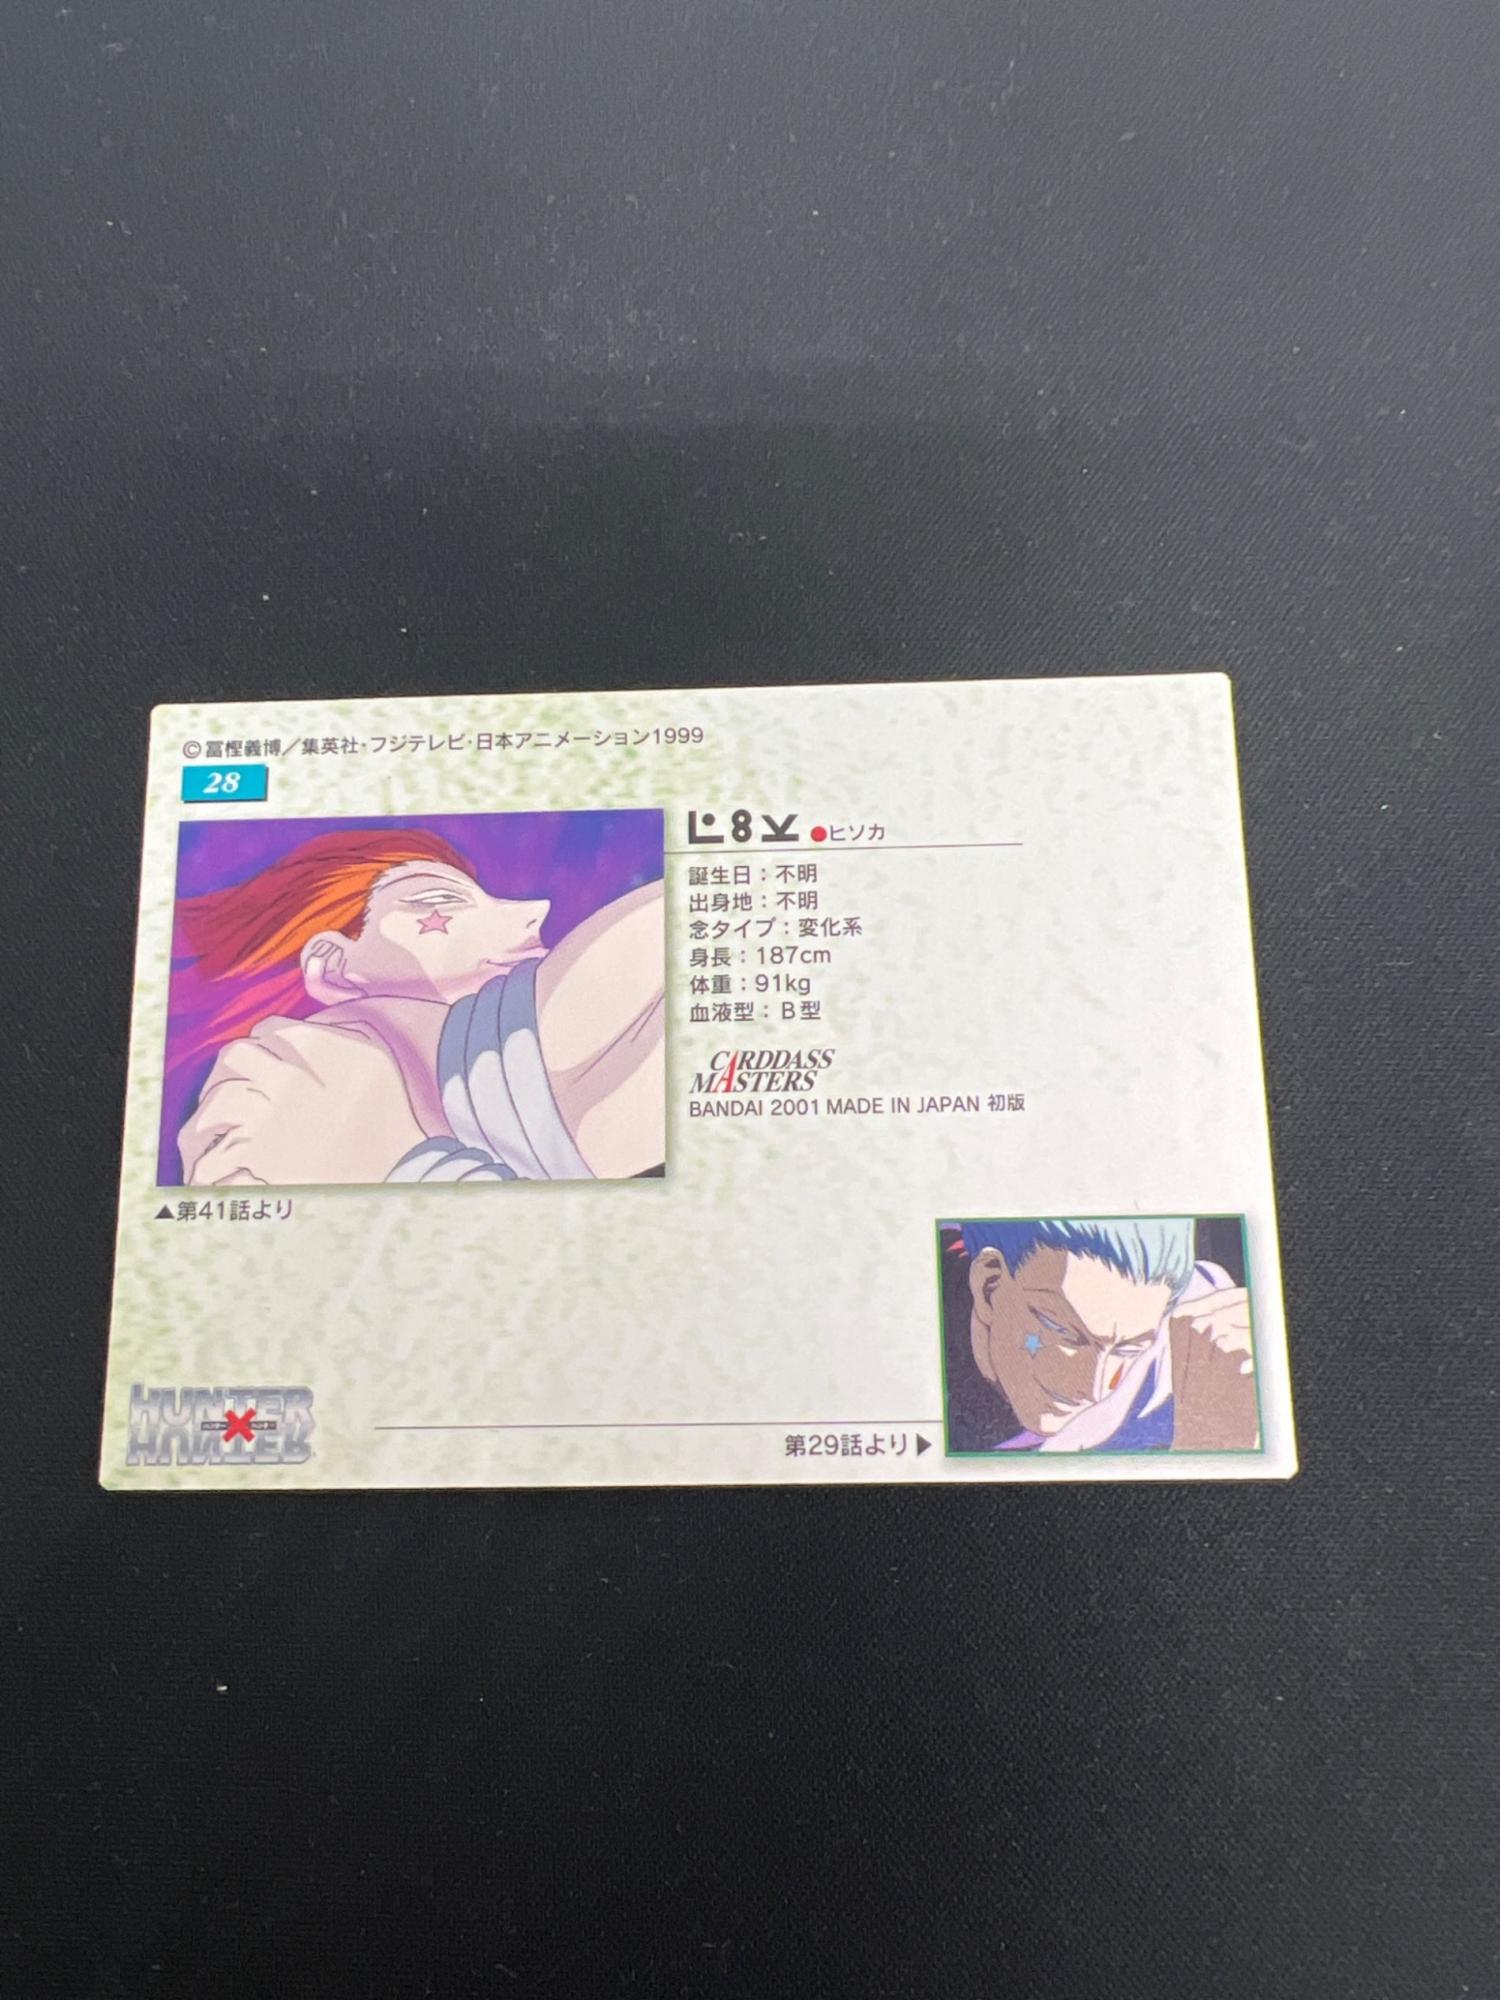 ©冨樫義博／集英社・フジテレビ・日本アニメーション1999
28
●ヒソカ
誕生日：不明
出身地：不明
念タイプ：変化系
身長：187cm
体重：91kg
血液型：B型
CARDDASS
MASTERS
BANDAI 2001 MADE IN JAPAN 初版
▲第41話より
第29話より▶
HUNTER
×
HUNTER